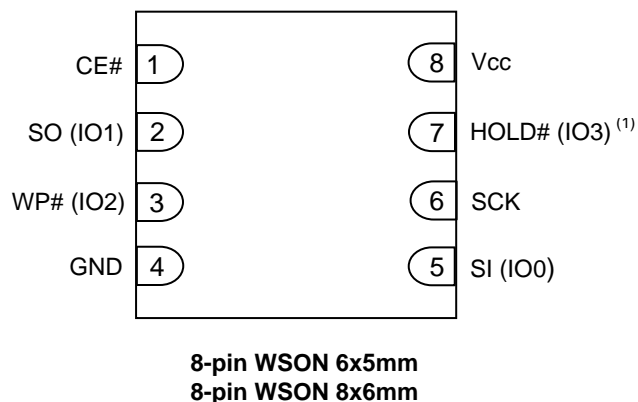 CE# 1 8 Vcc
SO (IO1) 2 7 HOLD# (IO3) (1)
WP# (IO2) 3 6 SCK
GND 4 5 SI (IO0)
8-pin WSON 6x5mm
8-pin WSON 8x6mm